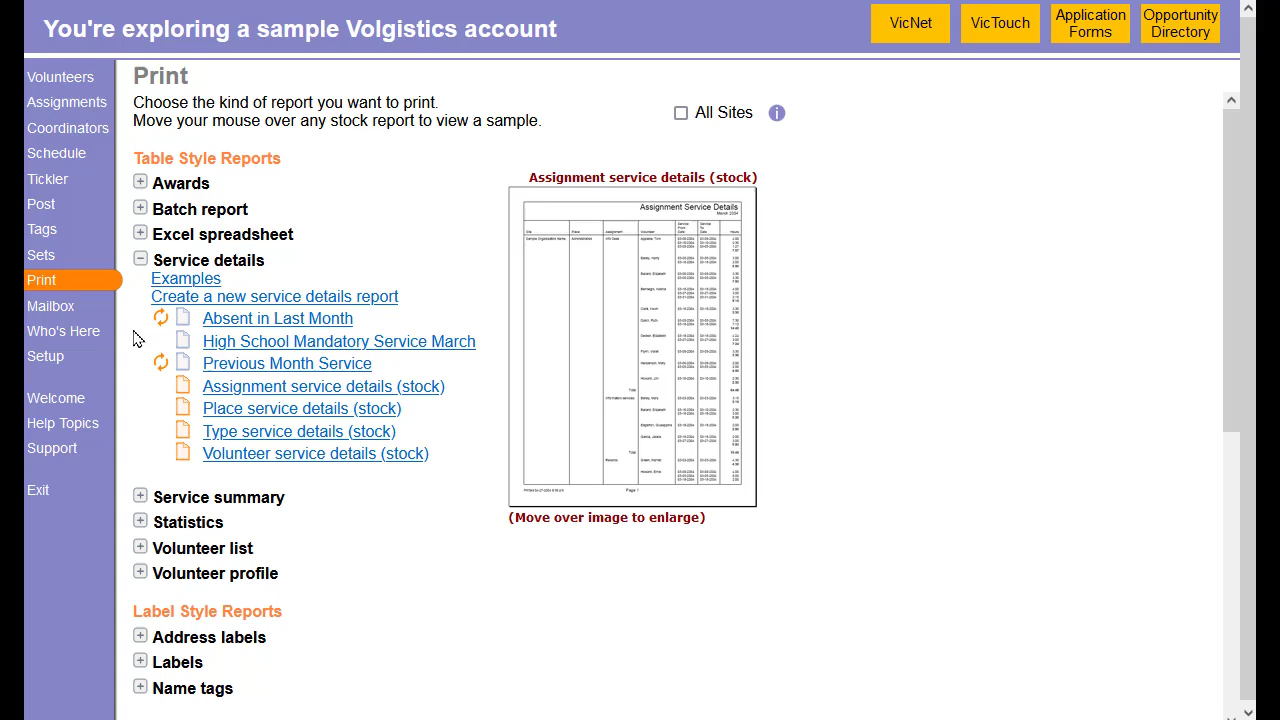 You're exploring a sample Volgistics account
VicNet
VicTouch
Application
Forms
Opportunity
Directory
Volunteers
Assignments
Coordinators
Schedule
Tickler
Post
Tags
Sets
Print
Mailbox
Who's Here
Setup
Welcome
Help Topics
Support
Exit
Print
Choose the kind of report you want to print.
Move your mouse over any stock report to view a sample.
All Sites
Table Style Reports
Awards
Batch report
Excel spreadsheet
Service details
Examples
Create a new service details report
Absent in Last Month
High School Mandatory Service March
Previous Month Service
Assignment service details (stock)
Place service details (stock)
Type service details (stock)
Volunteer service details (stock)
Service summary
Statistics
Volunteer list
Volunteer profile
Label Style Reports
Address labels
Labels
Name tags
Assignment service details (stock)
Assignment Service Details
March 2004
(Move over image to enlarge)